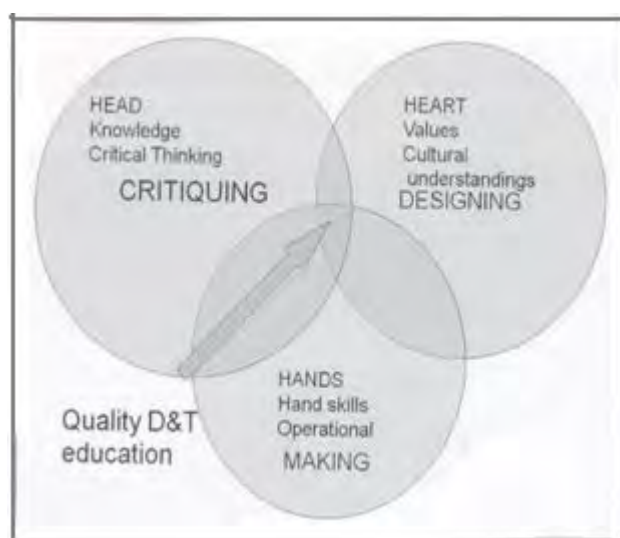 HEAD
Knowledge
Critical Thinking
CRITIQUING
HEART
Values
Cultural
understandings
DESIGNING
HANDS
Hand skills
Operational
MAKING
Quality D&T
education